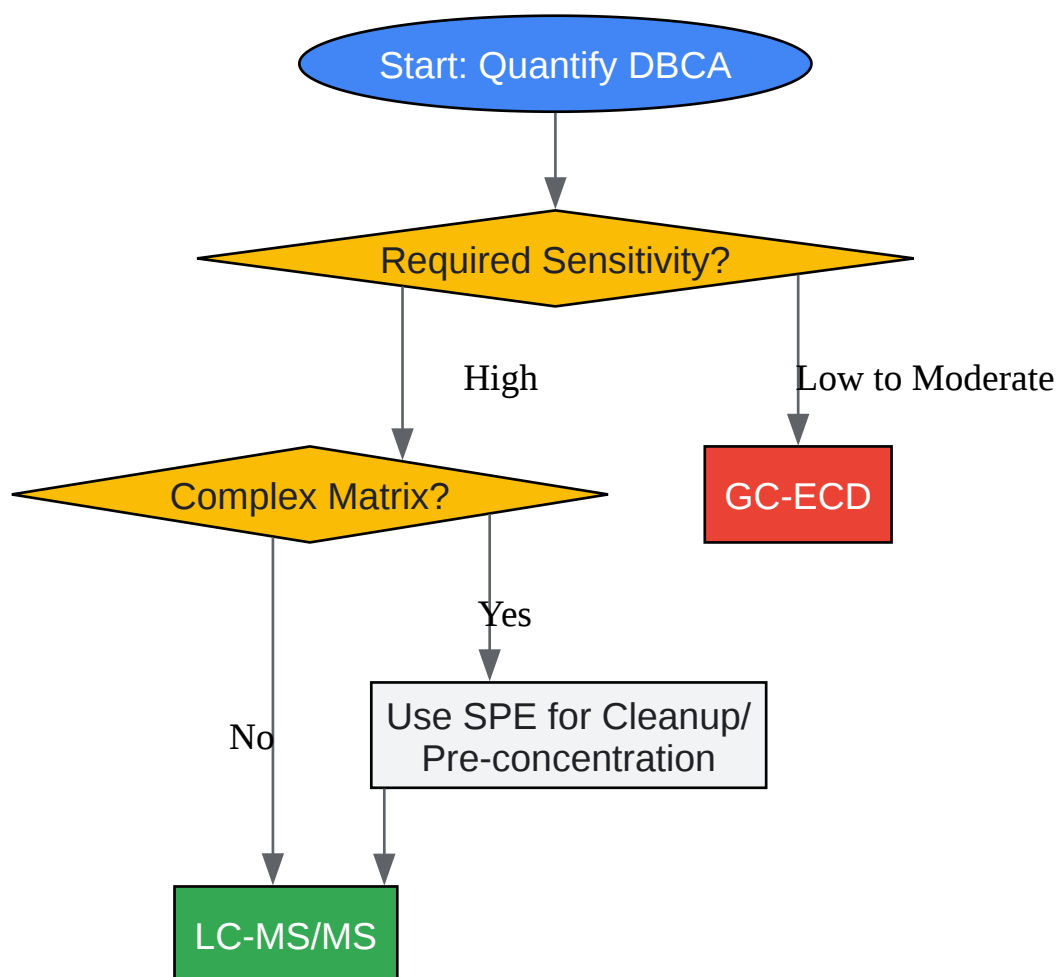 Start: Quantify DBCA
Required Sensitivity?
High
Low to Moderate
Complex Matrix?
GC-ECD
Yes
Use SPE for Cleanup/
Pre-concentration
No
LC-MS/MS